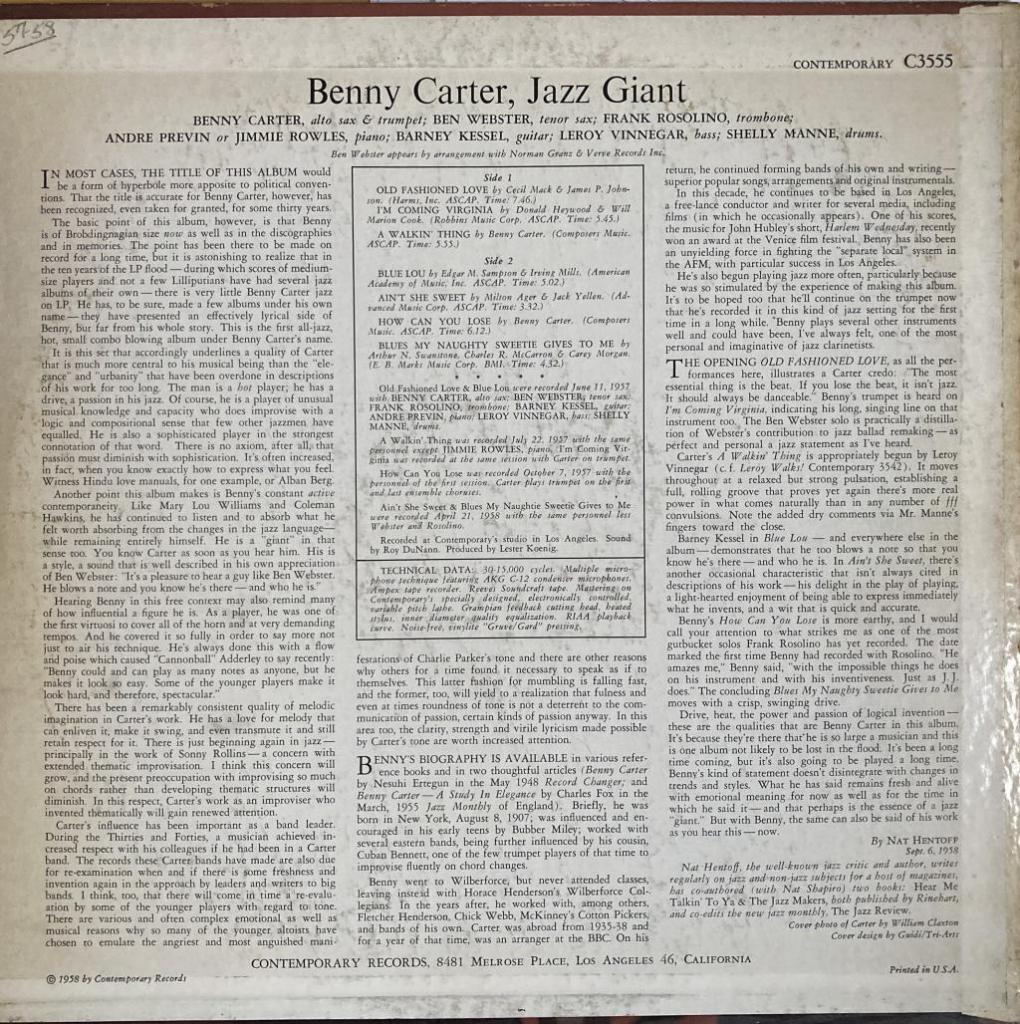 5758
CONTEMPORARY C3555
Benny Carter, Jazz Giant
BENNY CARTER, alto sax & trumpet; BEN WEBSTER, tenor sax; FRANK ROSOLINO, trombone;
ANDRE PREVIN or JIMMIE ROWLES, piano; BARNEY KESSEL, guitar; LEROY VINNEGAR, bass; SHELLY MANNE, drums.
Ben Webster appears by arrangement with Norman Granz & Verve Records Inc.
IN MOST CASES, THE TITLE OF THIS ALBUM would
be a form of hyperbole more apposite to political conven-
tions. That the title is accurate for Benny Carter, however, has
been recognized, even taken for granted, for some thirty years.
The basic point of this album, however, is that Benny
is of Brobdingnagian size now as well as in the discographies
and in memories. The point has been there to be made on
record for a long time, but it is astonishing to realize that in
the ten years of the LP flood — during which scores of medium-
size players and not a few Lilliputians have had several jazz
albums of their own — there is very little Benny Carter jazz
on LP. He has, to be sure, made a few albums under his own
name — they have presented an effectively lyrical side of
Benny, but far from his whole story. This is the first all-jazz,
hot, small combo blowing album under Benny Carter's name.
It is this set that accordingly underlines a quality of Carter
that is much more central to his musical being than the "ele-
gance" and "urbanity" that have been overdone in descriptions
of his work for too long. The man is a hot player; he has a
drive, a passion in his jazz. Of course, he is a player of unusual
musical knowledge and capacity who does improvise with a
logic and compositional sense that few other jazzmen have
equalled. He is also a sophisticated player in the strongest
connotation of that word. There is no axiom, after all, that
passion must diminish with sophistication. It's often increased,
in fact, when you know exactly how to express what you feel.
Witness Hindu love manuals, for one example, or Alban Berg.
Another point this album makes is Benny's constant active
contemporaneity. Like Mary Lou Williams and Coleman
Hawkins, he has continued to listen and to absorb what he
felt worth absorbing from the changes in the jazz language—
while remaining entirely himself. He is a "giant" in that
sense too. You know Carter as soon as you hear him. His is
a style, a sound that is well described in his own appreciation
of Ben Webster: "It's a pleasure to hear a guy like Ben Webster.
He blows a note and you know he's there — and who he is."
Hearing Benny in this free context may also remind many
of how influential a figure he is. As a player, he was one of
the first virtuosi to cover all of the horn and at very demanding
tempos. And he covered it so fully in order to say more not
just to air his technique. He's always done this with a flow
and poise which caused "Cannonball" Adderley to say recently:
"Benny could and can play as many notes as anyone, but he
makes it look so easy. Some of the younger players make it
look hard, and therefore, spectacular."
There has been a remarkably consistent quality of melodic
imagination in Carter's work. He has a love for melody that
can enliven it, make it swing, and even transmute it and still
retain respect for it. There is just beginning again in jazz —
principally in the work of Sonny Rollins — a concern with
extended thematic improvisation. I think this concern will
grow, and the present preoccupation with improvising so much
on chords rather than developing thematic structures will
diminish. In this respect, Carter's work as an improviser who
invented thematically will gain renewed attention.
Carter's influence has been important as a band leader.
During the Thirties and Forties, a musician achieved in-
creased respect with his colleagues if he had been in a Carter
band. The records these Carter bands have made are also due
for re-examination when and if there is some freshness and
invention again in the approach by leaders and writers to big
bands. I think, too, that there will come in time a re-evalu-
ation by some of the younger players with regard to tone.
There are various and often complex emotional as well as
musical reasons why so many of the younger altoists have
chosen to emulate the angriest and most anguished mani-
Side 1
OLD FASHIONED LOVE by Cecil Mack & James P. John-
son. (Harms, Inc. ASCAP. Time: 7.46.)
I'M COMING VIRGINIA by Donald Heywood & Will
Marion Cook. (Robbins Music Corp. ASCAP. Time: 5.45.)
A WALKIN' THING by Benny Carter. (Composers Music.
ASCAP. Time: 5.55.)
Side 2
BLUE LOU by Edgar M. Sampson & Irving Mills. (American
Academy of Music, Inc. ASCAP. Time: 5.02.)
AIN'T SHE SWEET by Milton Ager & Jack Yellen. (Ad-
vanced Music Corp. ASCAP. Time: 3.32.)
HOW CAN YOU LOSE by Benny Carter. (Composers
Music. ASCAP. Time: 6.12.)
BLUES MY NAUGHTY SWEETIE GIVES TO ME by
Arthur N. Swanstone, Charles R. McCarron & Carey Morgan.
(E. B. Marks Music Corp. BMI. Time: 4.32.)
• • • • •
Old Fashioned Love & Blue Lou were recorded June 11, 1957
with BENNY CARTER, alto sax; BEN WEBSTER, tenor sax;
FRANK ROSOLINO, trombone; BARNEY KESSEL, guitar;
ANDRE PREVIN, piano; LEROY VINNEGAR, bass; SHELLY
MANNE, drums.
A Walkin' Thing was recorded July 22, 1957 with the same
personnel except JIMMIE ROWLES, piano. I'm Coming Vir-
ginia was recorded at the same session with Carter on trumpet.
How Can You Lose was recorded October 7, 1957 with the
personnel of the first session. Carter plays trumpet on the first
and last ensemble choruses.
Ain't She Sweet & Blues My Naughtie Sweetie Gives to Me
were recorded April 21, 1958 with the same personnel less
Webster and Rosolino.
Recorded at Contemporary's studio in Los Angeles. Sound
by Roy DuNann. Produced by Lester Koenig.
TECHNICAL DATA: 30-15,000 cycles. Multiple micro-
phone technique featuring AKG C-12 condenser microphones.
Ampex tape recorder. Reeves Soundcraft tape. Mastering on
Contemporary's specially designed, electronically controlled,
variable pitch lathe. Grampian feedback cutting head, heated
stylus, inner diameter quality equalization. RIAA playback
curve. Noise-free, vinylite "Gruve/Gard" pressing.
festations of Charlie Parker's tone and there are other reasons
why others for a time found it necessary to speak as if to
themselves. This latter fashion for mumbling is falling fast,
and the former, too, will yield to a realization that fulness and
even at times roundness of tone is not a deterrent to the com-
munication of passion, certain kinds of passion anyway. In this
area too, the clarity, strength and virile lyricism made possible
by Carter's tone are worth increased attention.
BENNY'S BIOGRAPHY IS AVAILABLE in various refer-
ence books and in two thoughtful articles (Benny Carter
by Nesuhi Ertegun in the May 1948 Record Changer; and
Benny Carter — A Study In Elegance by Charles Fox in the
March, 1955 Jazz Monthly of England). Briefly, he was
born in New York, August 8, 1907; was influenced and en-
couraged in his early teens by Bubber Miley; worked with
several eastern bands, being further influenced by his cousin,
Cuban Bennett, one of the few trumpet players of that time to
improvise fluently on chord changes.
Benny went to Wilberforce, but never attended classes,
leaving instead with Horace Henderson's Wilberforce Col-
legians. In the years after, he worked with, among others,
Fletcher Henderson, Chick Webb, McKinney's Cotton Pickers,
and bands of his own. Carter was abroad from 1935-38 and
for a year of that time, was an arranger at the BBC. On his
return, he continued forming bands of his own and writing —
superior popular songs, arrangements and original instrumentals.
In this decade, he continues to be based in Los Angeles,
a free-lance conductor and writer for several media, including
films (in which he occasionally appears). One of his scores,
the music for John Hubley's short, Harlem Wednesday, recently
won an award at the Venice film festival. Benny has also been
an unyielding force in fighting the "separate local" system in
the AFM, with particular success in Los Angeles.
He's also begun playing jazz more often, particularly because
he was so stimulated by the experience of making this album.
It's to be hoped too that he'll continue on the trumpet now
that he's recorded it in this kind of jazz setting for the first
time in a long while. "Benny plays several other instruments
well and could have been, I've always felt, one of the most
personal and imaginative of jazz clarinetists.
THE OPENING OLD FASHIONED LOVE, as all the per-
formances here, illustrates a Carter credo: "The most
essential thing is the beat. If you lose the beat, it isn't jazz.
It should always be danceable." Benny's trumpet is heard on
I'm Coming Virginia, indicating his long, singing line on that
instrument too. The Ben Webster solo is practically a distilla-
tion of Webster's contribution to jazz ballad remaking — as
perfect and personal a jazz statement as I've heard.
Carter's A Walkin' Thing is appropriately begun by Leroy
Vinnegar (c.f. Leroy Walks! Contemporary 3542). It moves
throughout at a relaxed but strong pulsation, establishing a
full, rolling groove that proves yet again there's more real
power in what comes naturally than in any number of fff
convulsions. Note the added dry comments via Mr. Manne's
fingers toward the close.
Barney Kessel in Blue Lou — and everywhere else in the
album — demonstrates that he too blows a note so that you
know he's there — and who he is. In Ain't She Sweet, there's
another occasional characteristic that isn't always cited in
descriptions of his work — his delight in the play of playing,
a light-hearted enjoyment of being able to express immediately
what he invents, and a wit that is quick and accurate.
Benny's How Can You Lose is more earthy, and I would
call your attention to what strikes me as one of the most
gutbucket solos Frank Rosolino has yet recorded. The date
marked the first time Benny had recorded with Rosolino. "He
amazes me," Benny said, "with the impossible things he does
on his instrument and with his inventiveness. Just as J. J.
does." The concluding Blues My Naughty Sweetie Gives to Me
moves with a crisp, swinging drive.
Drive, heat, the power and passion of logical invention —
these are the qualities that are Benny Carter in this album.
It's because they're there that he is so large a musician and this
is one album not likely to be lost in the flood. It's been a long
time coming, but it's also going to be played a long time.
Benny's kind of statement doesn't disintegrate with changes in
trends and styles. What he has said remains fresh and alive
with emotional meaning for now as well as for the time in
which he said it — and that perhaps is the essence of a jazz
"giant." But with Benny, the same can also be said of his work
as you hear this — now.
By NAT HENTOFF
Sept. 6, 1958
Nat Hentoff, the well-known jazz critic and author, writes
regularly on jazz and non-jazz subjects for a host of magazines,
has co-authored (with Nat Shapiro) two books: Hear Me
Talkin' To Ya & The Jazz Makers, both published by Rinehart,
and co-edits the new jazz monthly, The Jazz Review.
Cover photo of Carter by William Claxton
Cover design by Guidi/Tri-Arts
CONTEMPORARY RECORDS, 8481 MELROSE PLACE, LOS ANGELES 46, CALIFORNIA
© 1958 by Contemporary Records
Printed in U.S.A.